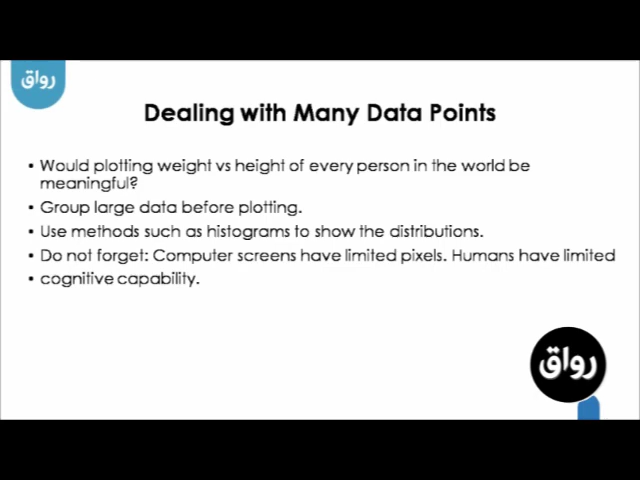 رواق
Dealing with Many Data Points
• Would plotting weight vs height of every person in the world be
meaningful?
• Group large data before plotting.
• Use methods such as histograms to show the distributions.
• Do not forget: Computer screens have limited pixels. Humans have limited
• cognitive capability.
رواق